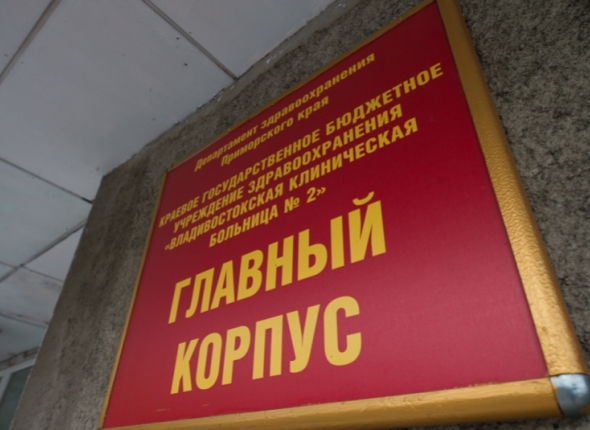 Департамент здравоохранения
Приморского края
КРАЕВОЕ ГОСУДАРСТВЕННОЕ БЮДЖЕТНОЕ
УЧРЕЖДЕНИЕ ЗДРАВООХРАНЕНИЯ
«ВЛАДИВОСТОКСКАЯ КЛИНИЧЕСКАЯ
БОЛЬНИЦА № 2»
ГЛАВНЫЙ
КОРПУС